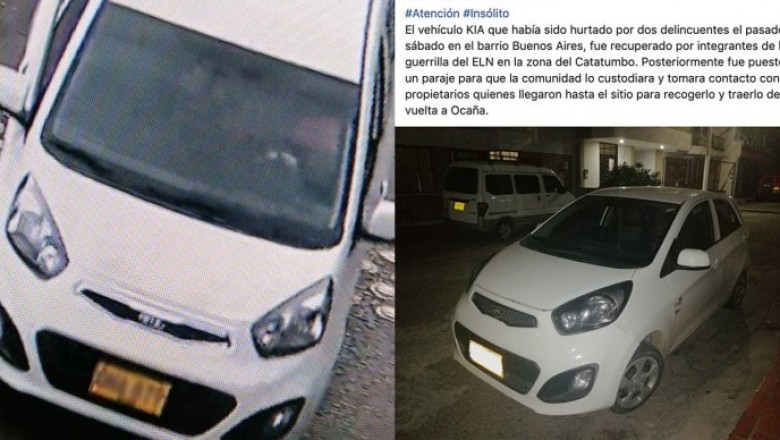 #Atención #Insólito
El vehículo KIA que había sido hurtado por dos delincuentes el pasado
sábado en el barrio Buenos Aires, fue recuperado por integrantes de l
guerrilla del ELN en la zona del Catatumbo. Posteriormente fue puest
un paraje para que la comunidad lo custodiara y tomara contacto con
propietarios quienes llegaron hasta el sitio para recogerlo y traerlo de
vuelta a Ocaña.